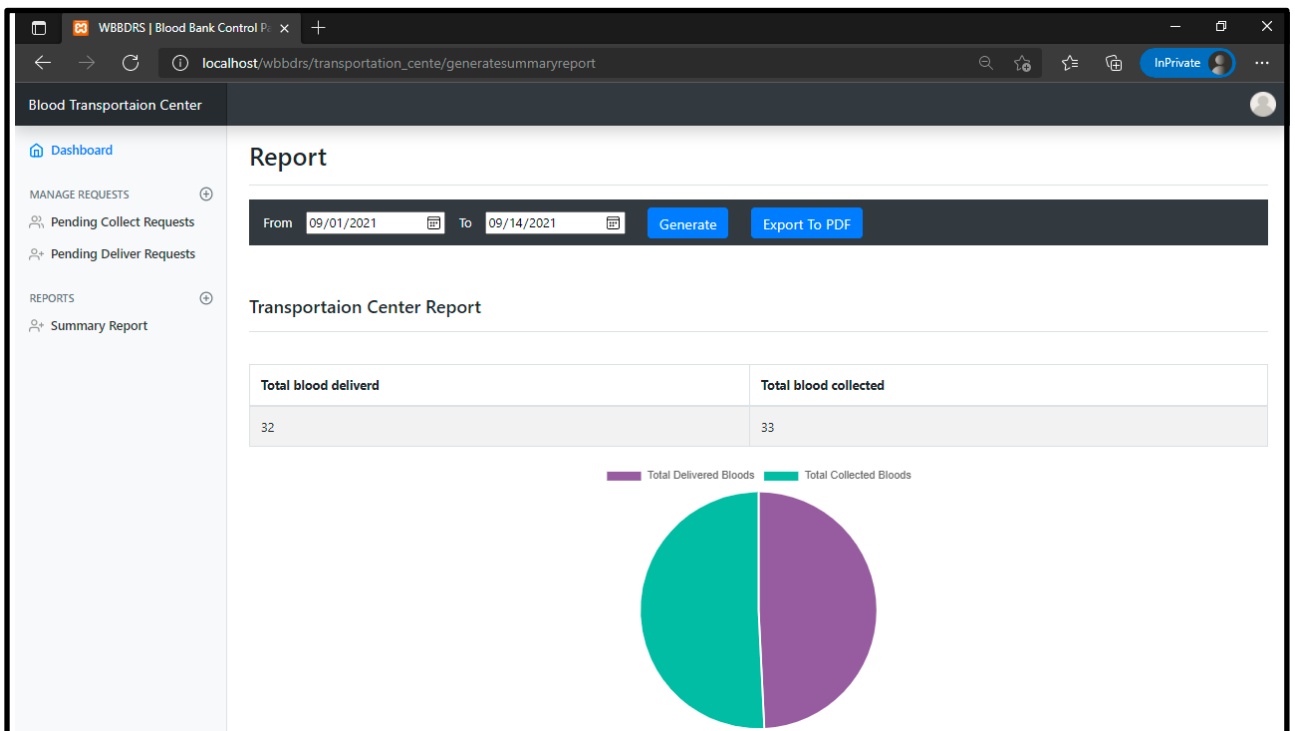 WBBDRS | Blood Bank Control Pa
localhost/wbbdrs/transportation_cente/generatesummaryreport
InPrivate
Blood Transportaion Center
Dashboard
MANAGE REQUESTS
Pending Collect Requests
Pending Deliver Requests
REPORTS
Summary Report
Report
From 09/01/2021 To 09/14/2021 Generate Export To PDF
Transportaion Center Report
Total blood deliverd Total blood collected
32 33
Total Delivered Bloods Total Collected Bloods